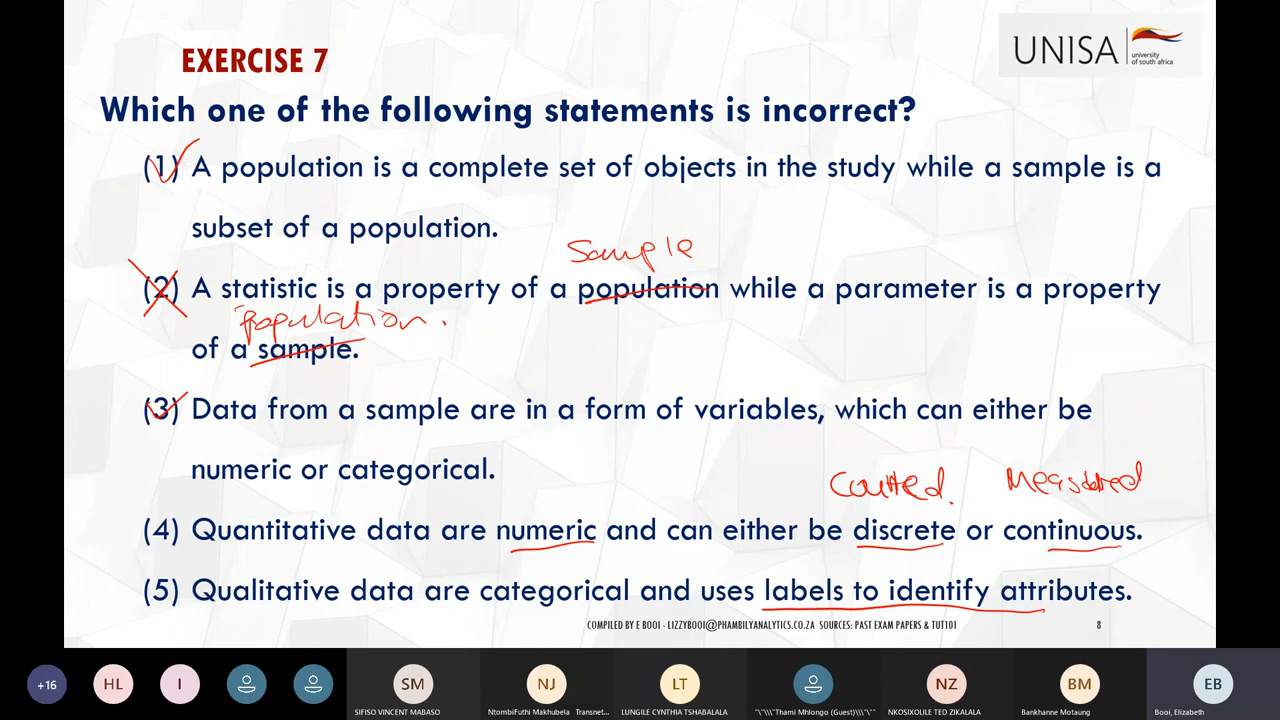 EXERCISE 7
UNISA
university
of south africa
Which one of the following statements is incorrect?
(1) A population is a complete set of objects in the study while a sample is a
subset of a population.
Sample
(2) A statistic is a property of a population while a parameter is a property
population.
of a sample.
(3) Data from a sample are in a form of variables, which can either be
numeric or categorical.
Counted. Measured
(4) Quantitative data are numeric and can either be discrete or continuous.
(5) Qualitative data are categorical and uses labels to identify attributes.
COMPILED BY E BOOI - LIZZYBOOI@PHAMBILYANALYTICS.CO.ZA SOURCES: PAST EXAM PAPERS & TUT101 8
+16 HL I SM NJ LT NZ BM EB
SIFISO VINCENT MABASO NtombiFuthi Makhubela Transnet... LUNGILE CYNTHIA TSHABALALA "\"\\\"Thami Mhlongo (Guest)\\\"\"" NKOSIXOLILE TED ZIKALALA Bankhanne Motaung Booi, Elizabeth